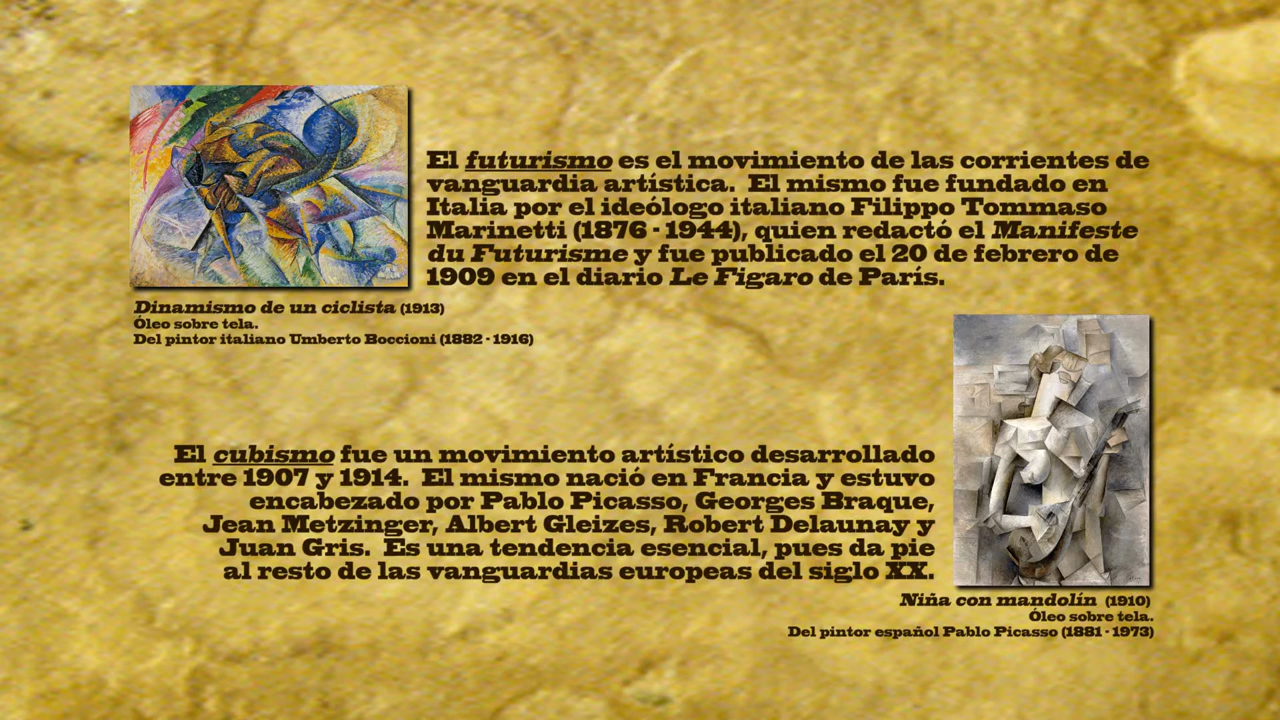 El futurismo es el movimiento de las corrientes de
vanguardia artística. El mismo fue fundado en
Italia por el ideólogo italiano Filippo Tommaso
Marinetti (1876 - 1944), quien redactó el Manifeste
du Futurisme y fue publicado el 20 de febrero de
1909 en el diario Le Figaro de París.
Dinamismo de un ciclista (1913)
Óleo sobre tela.
Del pintor italiano Umberto Boccioni (1882 - 1916)
El cubismo fue un movimiento artístico desarrollado
entre 1907 y 1914. El mismo nació en Francia y estuvo
encabezado por Pablo Picasso, Georges Braque,
Jean Metzinger, Albert Gleizes, Robert Delaunay y
Juan Gris. Es una tendencia esencial, pues da pie
al resto de las vanguardias europeas del siglo XX.
Niña con mandolín (1910)
Óleo sobre tela.
Del pintor español Pablo Picasso (1881 - 1973)